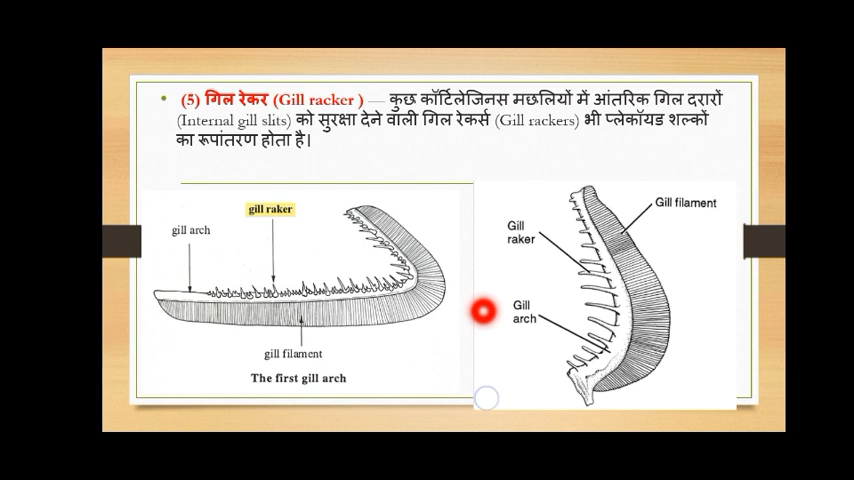 • (5) गिल रेकर (Gill racker ) — कुछ कॉर्टिलेजिनस मछलियों में आंतरिक गिल दरारों
(Internal gill slits) को सुरक्षा देने वाली गिल रेकर्स (Gill rackers) भी प्लेकॉयड शल्कों
का रूपांतरण होता है।
gill raker
gill arch
gill filament
The first gill arch
Gill filament
Gill
raker
Gill
arch